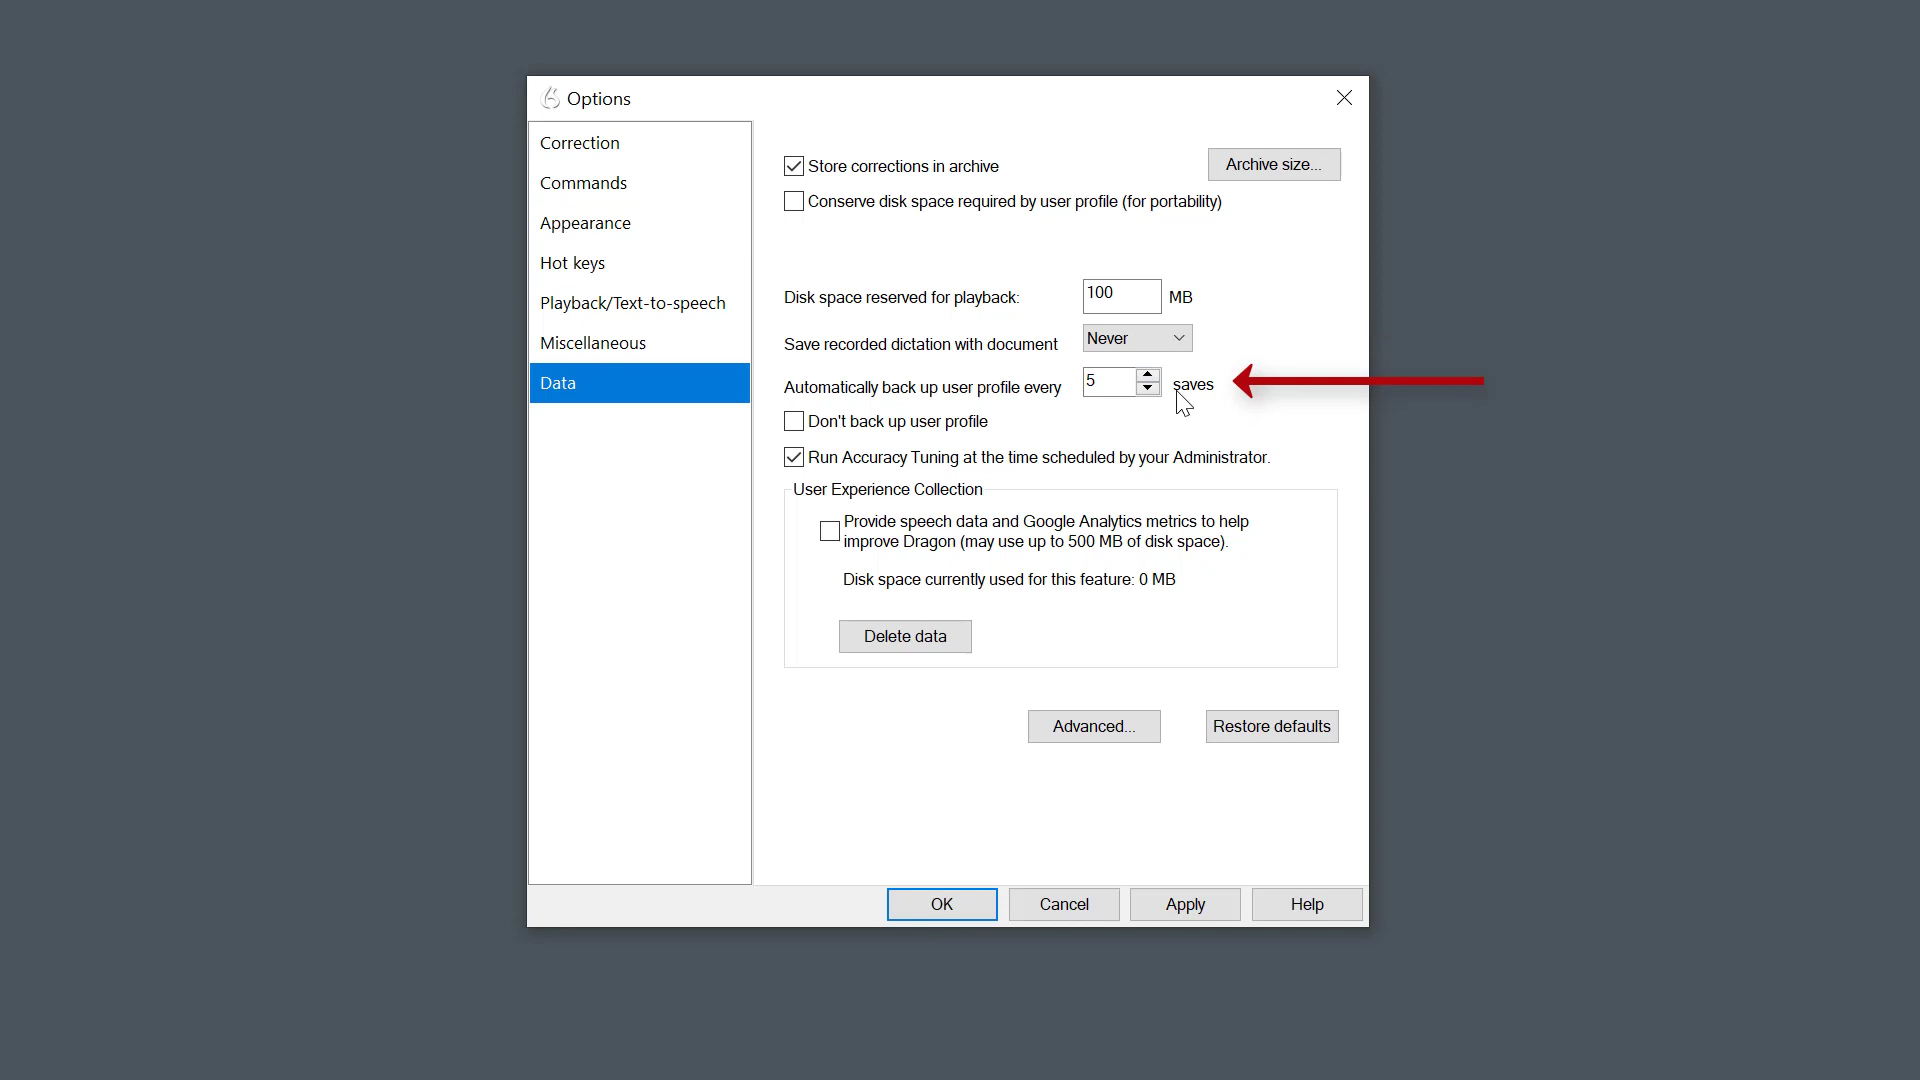 Options
Correction
Commands
Appearance
Hot keys
Playback/Text-to-speech
Miscellaneous
Data
Store corrections in archive
Archive size...
Conserve disk space required by user profile (for portability)
Disk space reserved for playback: 100 MB
Save recorded dictation with document Never
Automatically back up user profile every 5 saves
Don't back up user profile
Run Accuracy Tuning at the time scheduled by your Administrator.
User Experience Collection
Provide speech data and Google Analytics metrics to help
improve Dragon (may use up to 500 MB of disk space).
Disk space currently used for this feature: 0 MB
Delete data
Advanced... Restore defaults
OK Cancel Apply Help